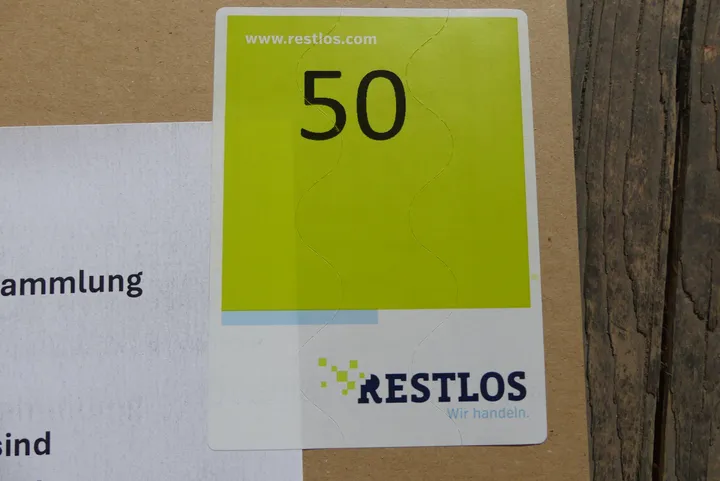 www.restlos.com
50
ammlung
sind
RESTLOS
Wir handeln.